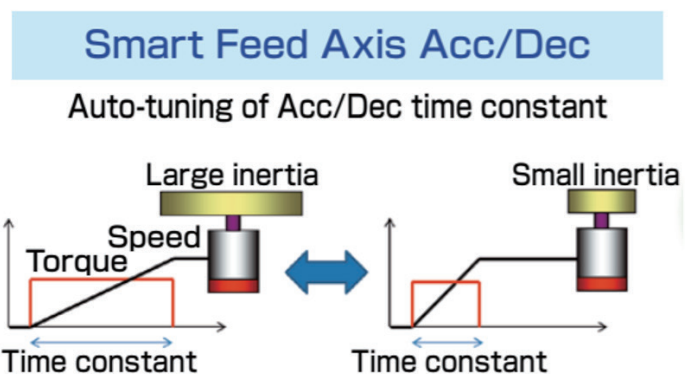 Smart Feed Axis Acc/Dec
Auto-tuning of Acc/Dec time constant
Large inertia
Small inertia
Speed
Torque
Time constant
Time constant